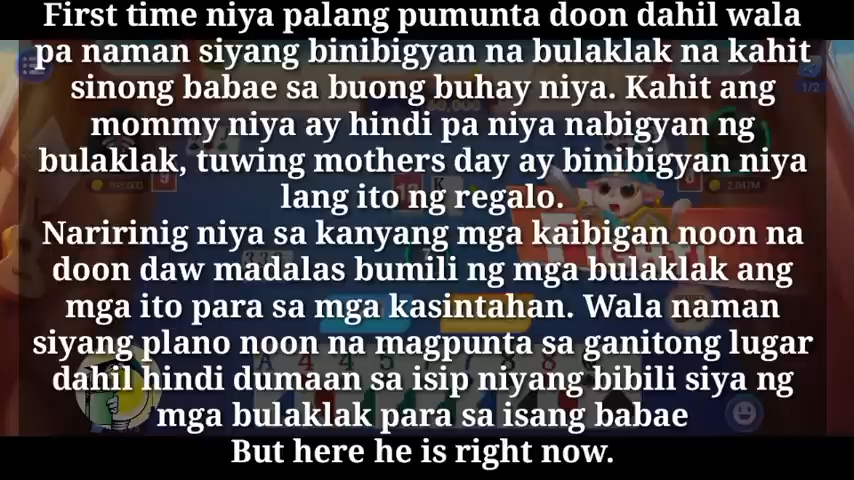 First time niya palang pumunta doon dahil wala
pa naman siyang binibigyan na bulaklak na kahit
sinong babae sa buong buhay niya. Kahit ang
mommy niya ay hindi pa niya nabigyan ng
bulaklak, tuwing mothers day ay binibigyan niya
lang ito ng regalo.
Naririnig niya sa kanyang mga kaibigan noon na
doon daw madalas bumili ng mga bulaklak ang
mga ito para sa mga kasintahan. Wala naman
siyang plano noon na magpunta sa ganitong lugar
dahil hindi dumaan sa isip niyang bibili siya ng
mga bulaklak para sa isang babae
But here he is right now.
1/2
2.047M